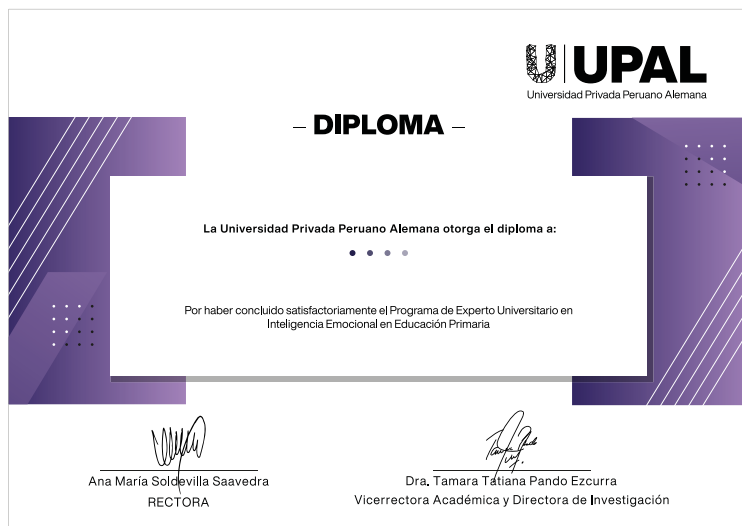 UPAL
Universidad Privada Peruano Alemana
– DIPLOMA –
La Universidad Privada Peruano Alemana otorga el diploma a:
Por haber concluido satisfactoriamente el Programa de Experto Universitario en
Inteligencia Emocional en Educación Primaria
Ana María Soldevilla Saavedra
RECTORA
Dra. Tamara Tatiana Pando Ezcurra
Vicerrectora Académica y Directora de Investigación